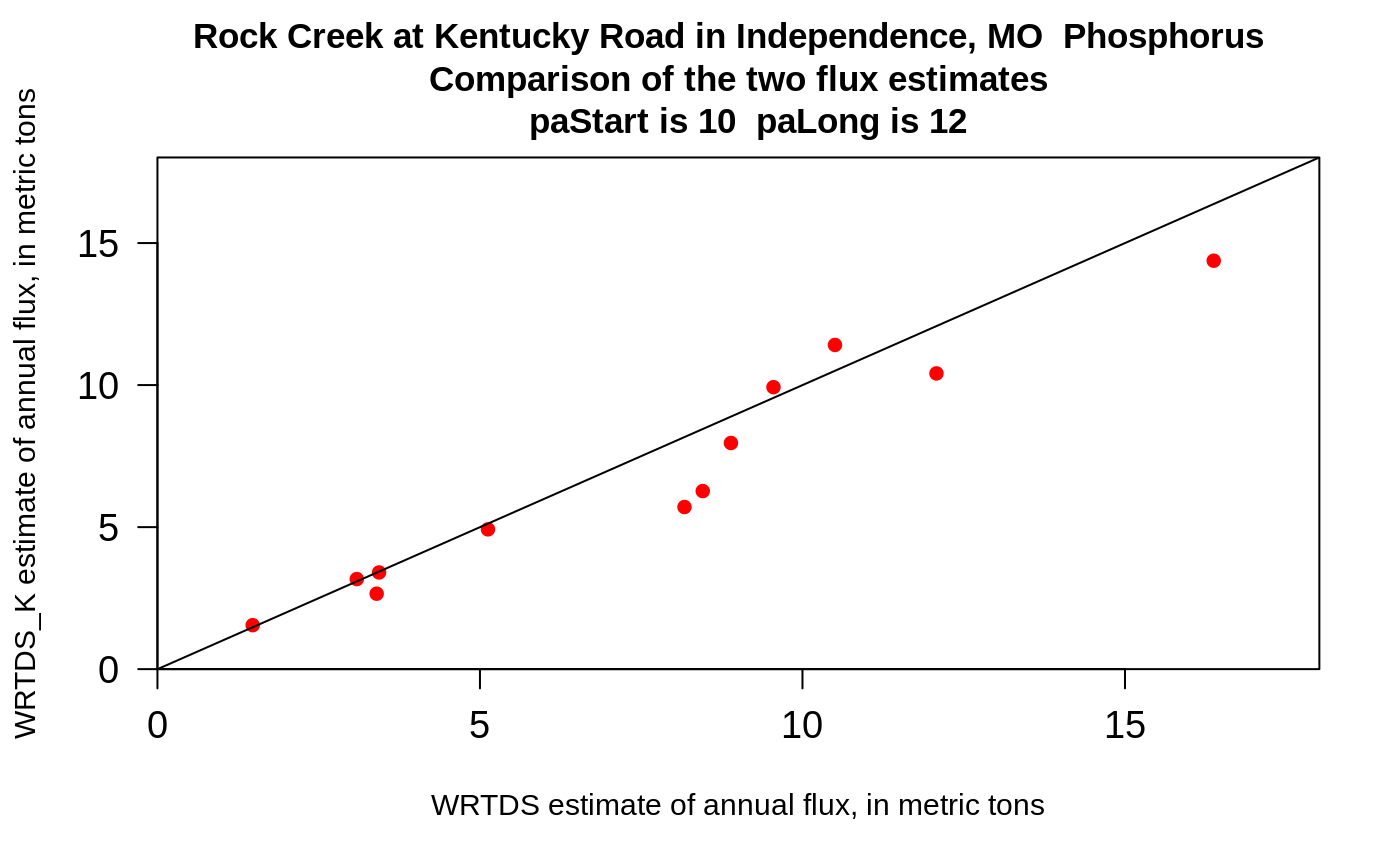 Rock Creek at Kentucky Road in Independence, MO  Phosphorus
Comparison of the two flux estimates
paStart is 10  paLong is 12
WRTDS_K estimate of annual flux, in metric tons
15
10
5
0
0
5
10
15
WRTDS estimate of annual flux, in metric tons